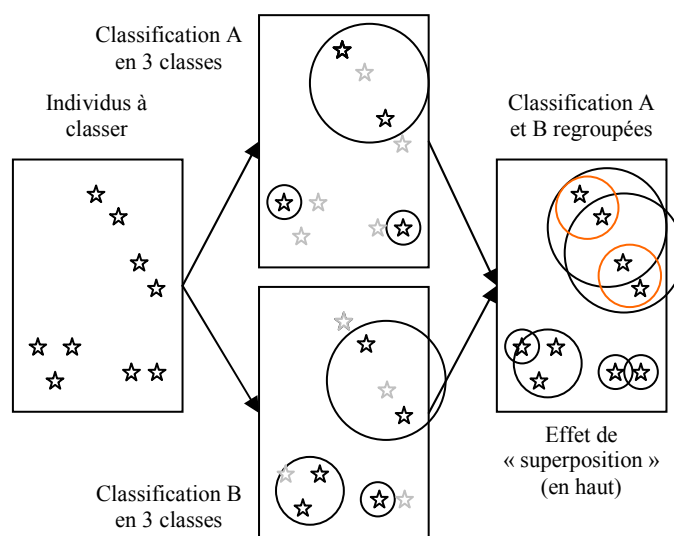 Classification A
en 3 classes
Individus à
classer
Classification A
et B regroupées
Classification B
en 3 classes
Effet de
« superposition »
(en haut)